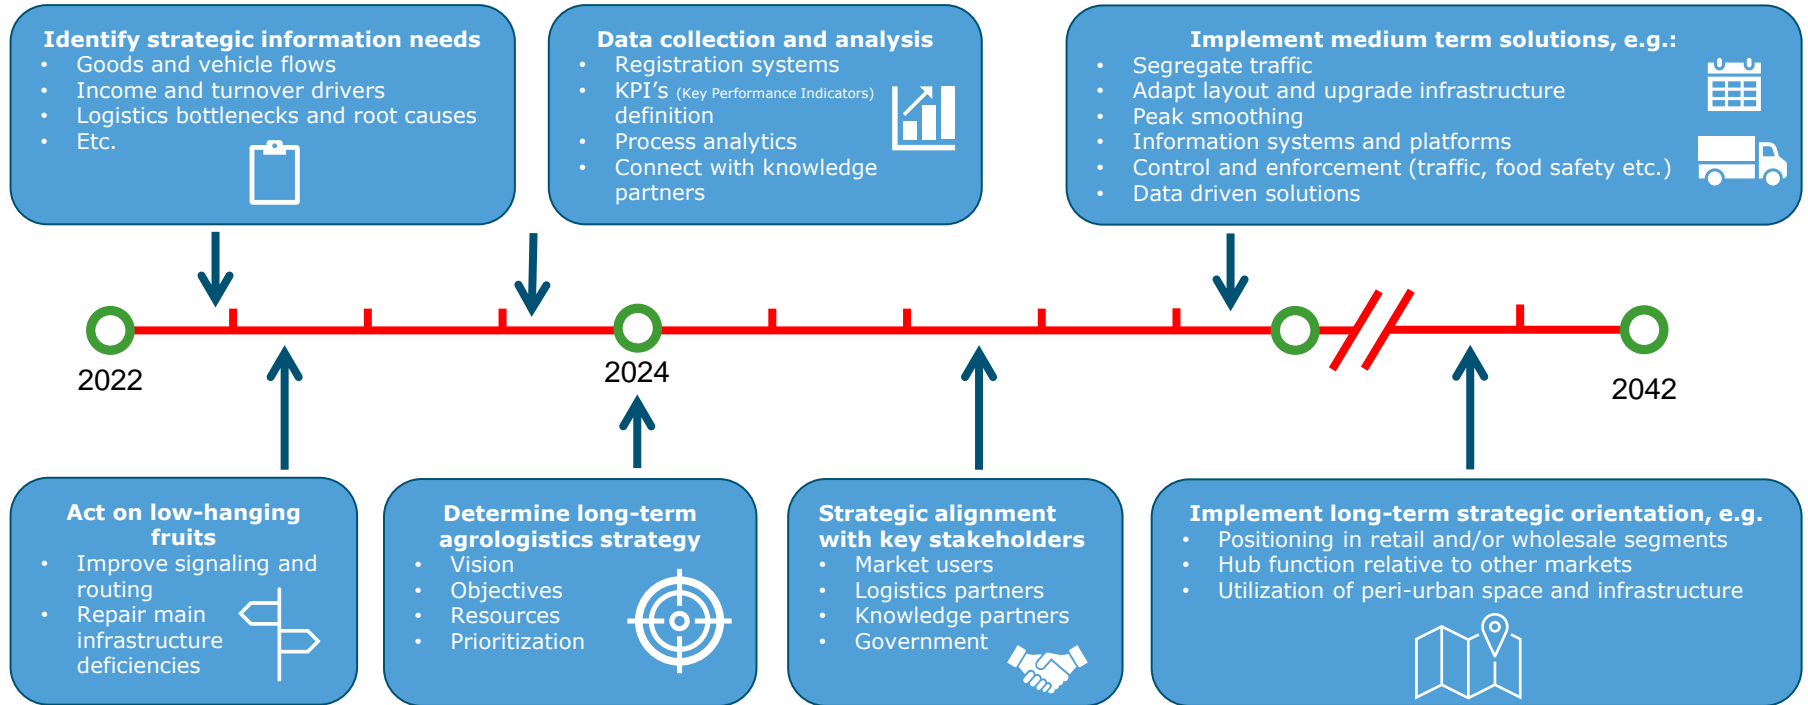 Identify strategic information needs
• Goods and vehicle flows
• Income and turnover drivers
• Logistics bottlenecks and root causes
• Etc.
Data collection and analysis
• Registration systems
• KPI's (Key Performance Indicators)
definition
• Process analytics
• Connect with knowledge
partners
Implement medium term solutions, e.g.:
• Segregate traffic
• Adapt layout and upgrade infrastructure
• Peak smoothing
• Information systems and platforms
• Control and enforcement (traffic, food safety etc.)
• Data driven solutions
2022
2024
2042
Act on low-hanging
fruits
• Improve signaling and
routing
• Repair main
infrastructure
deficiencies
Determine long-term
agrologistics strategy
• Vision
• Objectives
• Resources
• Prioritization
Strategic alignment
with key stakeholders
• Market users
• Logistics partners
• Knowledge partners
• Government
Implement long-term strategic orientation, e.g.
• Positioning in retail and/or wholesale segments
• Hub function relative to other markets
• Utilization of peri-urban space and infrastructure